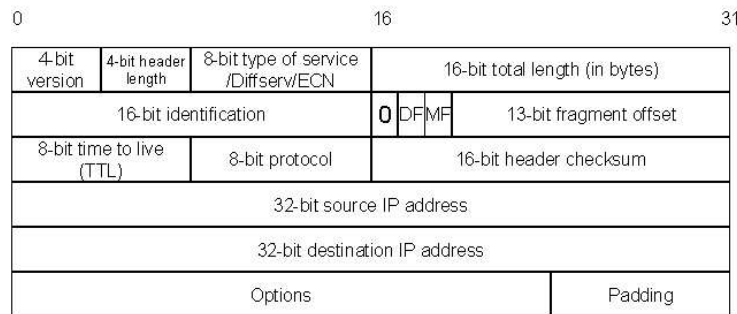 0 16 31
4-bit version 4-bit header length 8-bit type of service /Diffserv/ECN 16-bit total length (in bytes)
16-bit identification 0 DF MF 13-bit fragment offset
8-bit time to live (TTL) 8-bit protocol 16-bit header checksum
32-bit source IP address
32-bit destination IP address
Options Padding